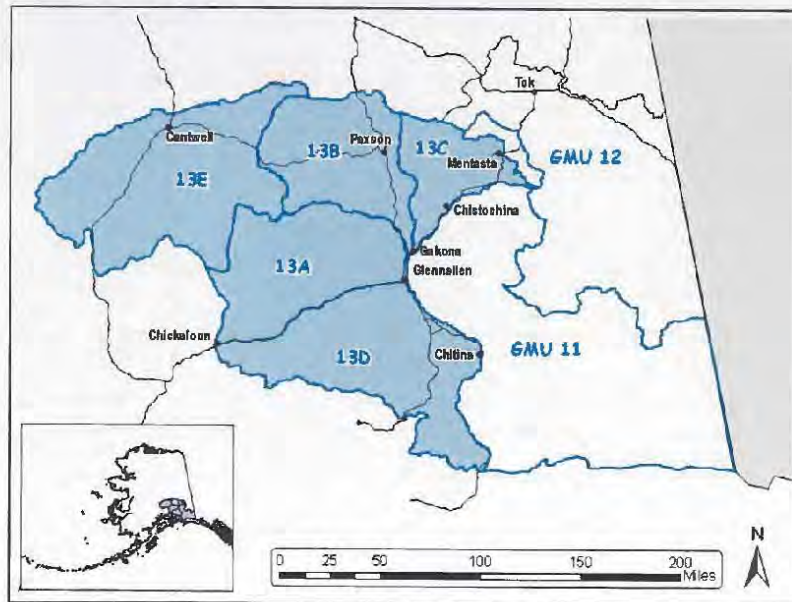 Tok
Cantwell
13B
Paxson
13C
Mentasta
GMU 12
13E
Chistochina
Gakona
13A
Glennallen
Chickaloon
13D
Chitina
GMU 11
N
0 25 50 100 150 200
Miles